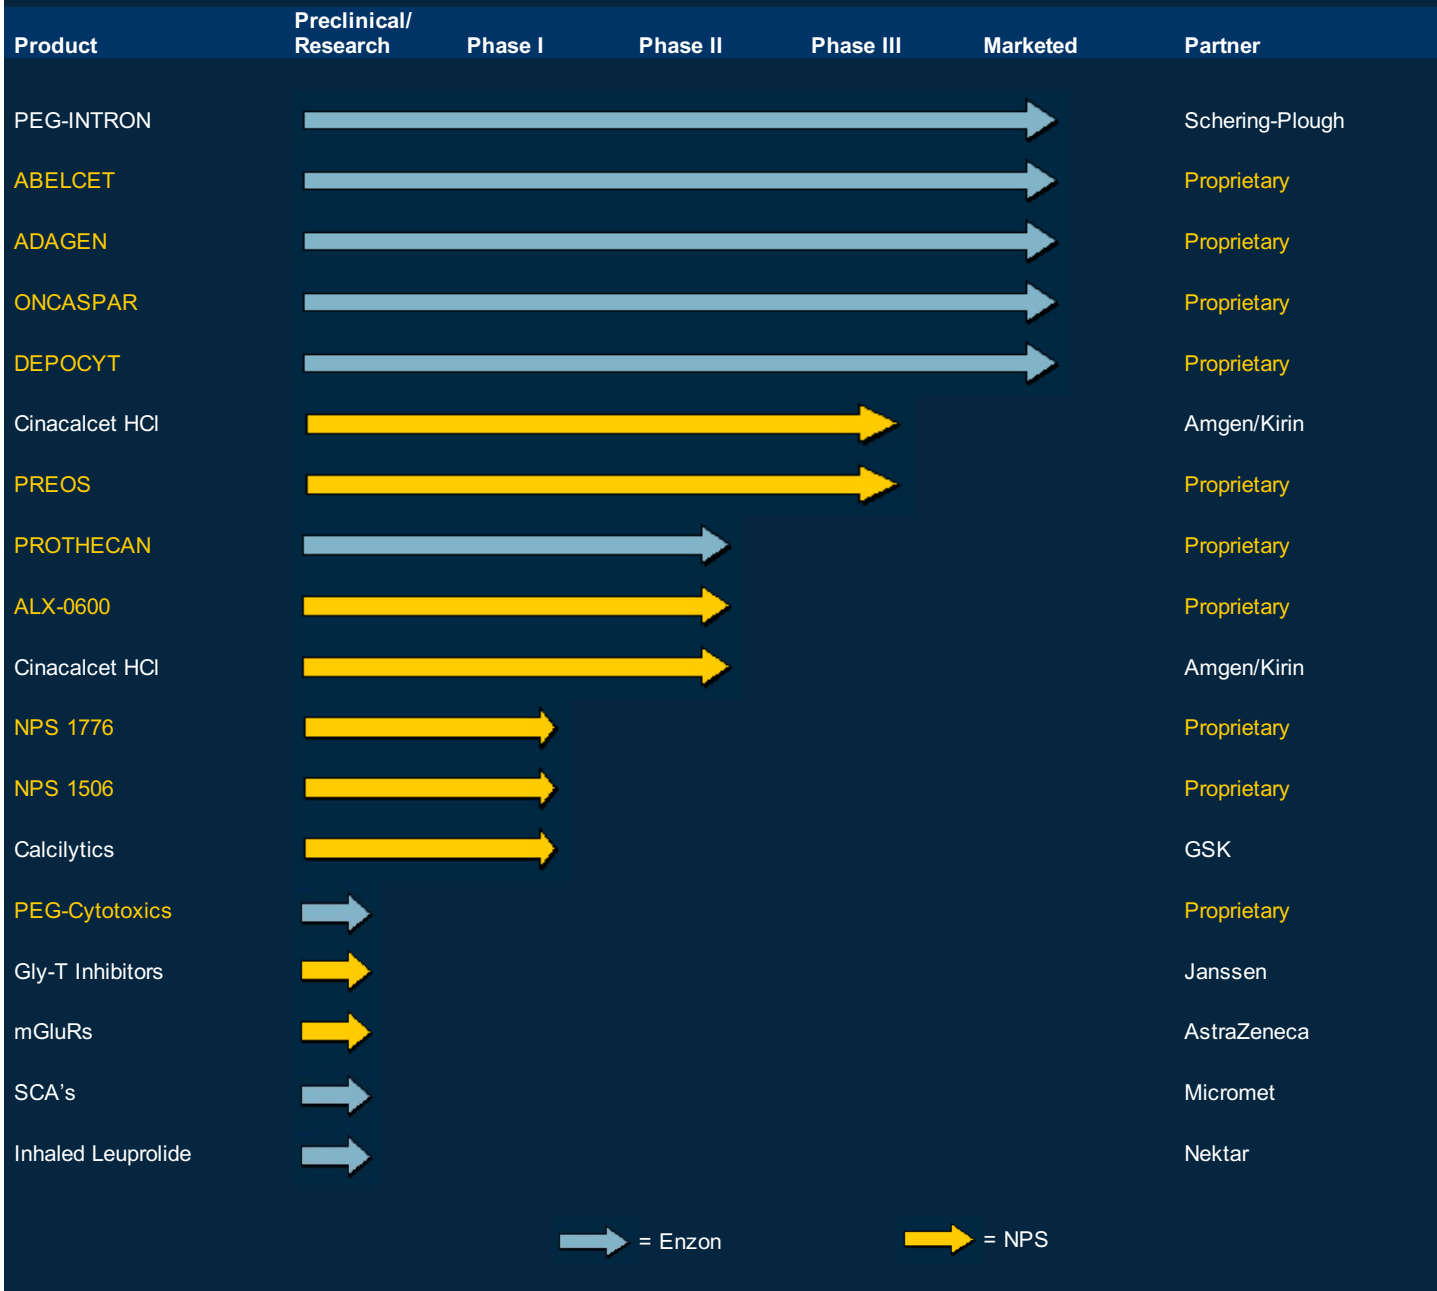 Product Preclinical/ Research Phase I Phase II Phase III Marketed Partner
PEG-INTRON Schering-Plough
ABELCET Proprietary
ADAGEN Proprietary
ONCASPAR Proprietary
DEPOCYT Proprietary
Cinacalcet HCl Amgen/Kirin
PREOS Proprietary
PROTHECAN Proprietary
ALX-0600 Proprietary
Cinacalcet HCl Amgen/Kirin
NPS 1776 Proprietary
NPS 1506 Proprietary
Calcilytics GSK
PEG-Cytotoxics Proprietary
Gly-T Inhibitors Janssen
mGluRs AstraZeneca
SCA’s Micromet
Inhaled Leuprolide Nektar
= Enzon = NPS